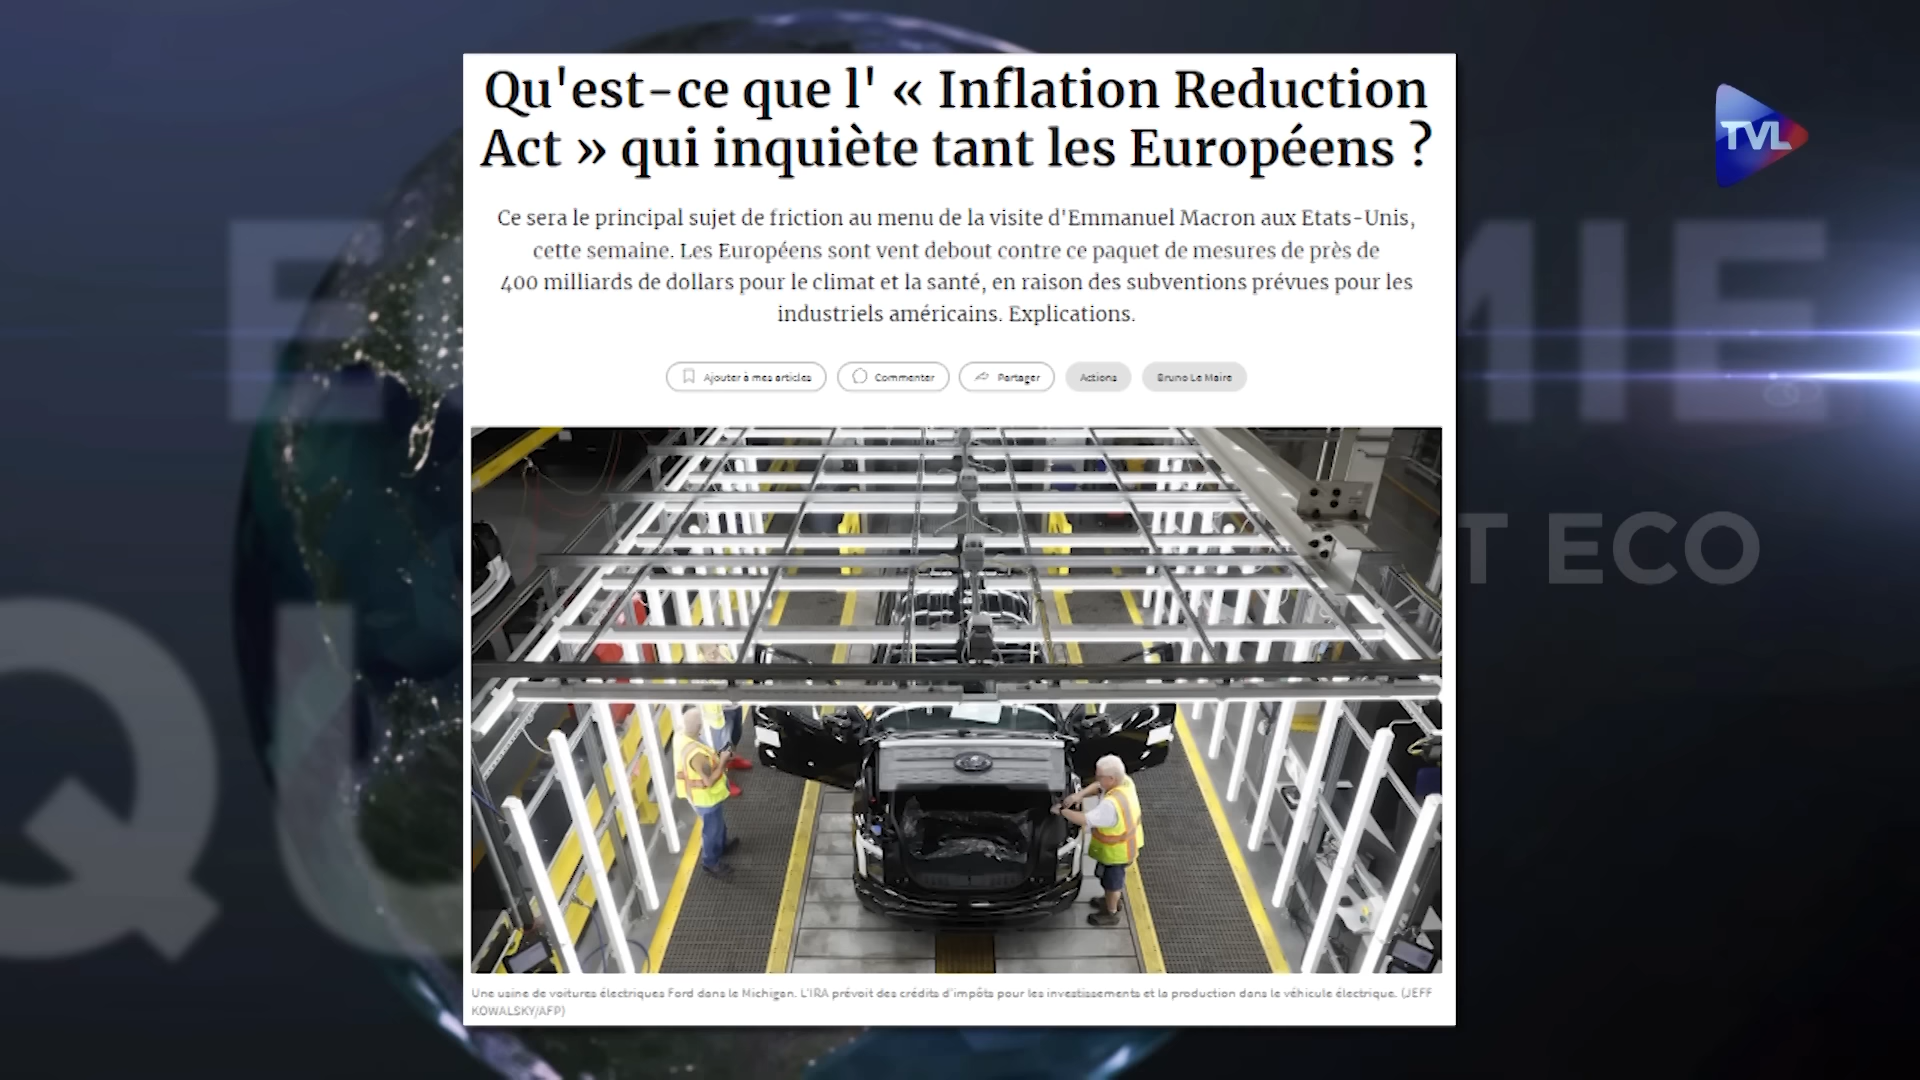 Qu'est-ce que l' « Inflation Reduction
Act » qui inquiète tant les Européens ?
Ce sera le principal sujet de friction au menu de la visite d'Emmanuel Macron aux Etats-Unis,
cette semaine. Les Européens sont vent debout contre ce paquet de mesures de près de
400 milliards de dollars pour le climat et la santé, en raison des subventions prévues pour les
industriels américains. Explications.
Ajouter à mes articles
Commenter
Partager
Actions
Bruno Le Maire
Une usine de voitures électriques Ford dans le Michigan. L'IRA prévoit des crédits d'impôts pour les investissements et la production dans le véhicule électrique. (JEFF
KOWALSKY/AFP)
TVL
E
MIE
T ECO
QU